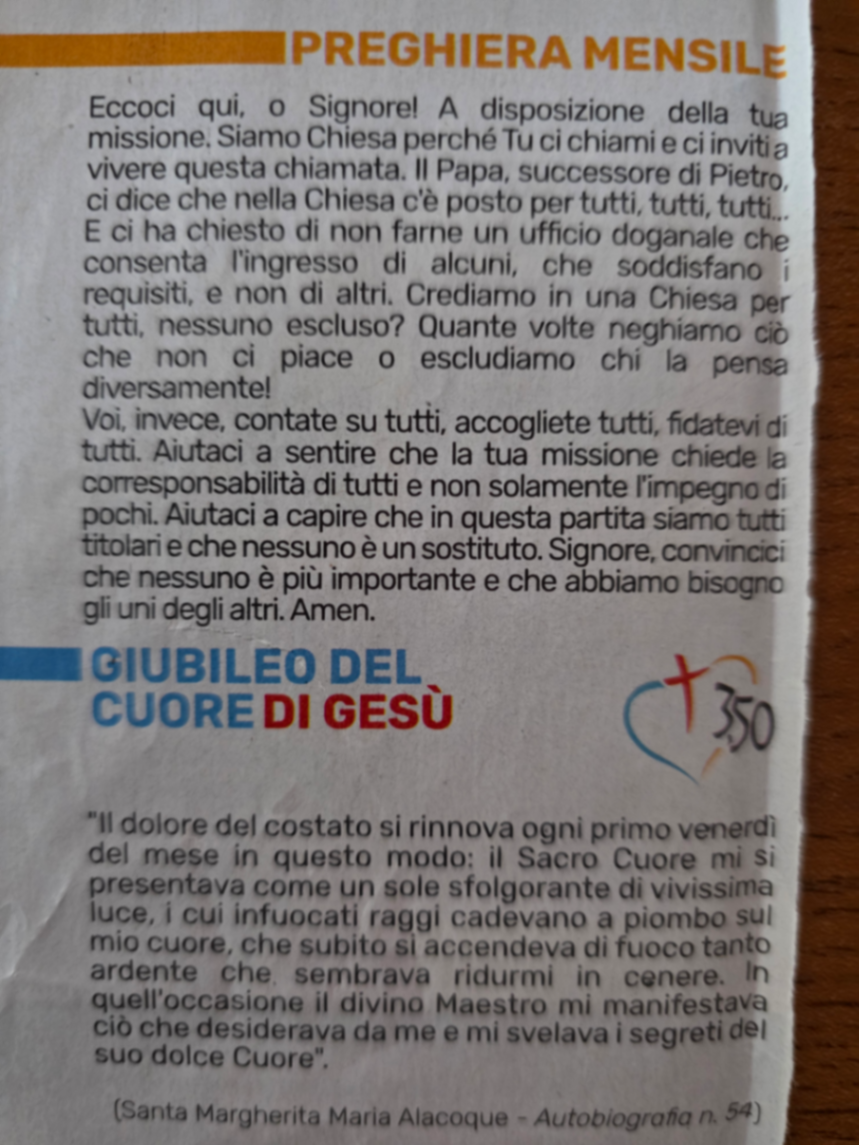 PREGHIERA MENSILE
Eccoci qui, o Signore! A disposizione della tua
missione. Siamo Chiesa perché Tu ci chiami e ci inviti a
vivere questa chiamata. Il Papa, successore di Pietro,
ci dice che nella Chiesa c'è posto per tutti, tutti, tutti...
E ci ha chiesto di non farne un ufficio doganale che
consenta l'ingresso di alcuni, che soddisfano i
requisiti, e non di altri. Crediamo in una Chiesa per
tutti, nessuno escluso? Quante volte neghiamo ciò
che non ci piace o escludiamo chi la pensa
diversamente!
Voi, invece, contate su tutti, accogliete tutti, fidatevi di
tutti. Aiutaci a sentire che la tua missione chiede la
corresponsabilità di tutti e non solamente l'impegno di
pochi. Aiutaci a capire che in questa partita siamo tutti
titolari e che nessuno è un sostituto. Signore, convincici
che nessuno è più importante e che abbiamo bisogno
gli uni degli altri. Amen.
GIUBILEO DEL
CUORE DI GESÙ
350
"Il dolore del costato si rinnova ogni primo venerdì
del mese in questo modo: il Sacro Cuore mi si
presentava come un sole sfolgorante di vivissima
luce, i cui infuocati raggi cadevano a piombo sul
mio cuore, che subito si accendeva di fuoco tanto
ardente che sembrava ridurmi in cenere. In
quell'occasione il divino Maestro mi manifestava
ciò che desiderava da me e mi svelava i segreti del
suo dolce Cuore".
(Santa Margherita Maria Alacoque - Autobiografia n. 54)